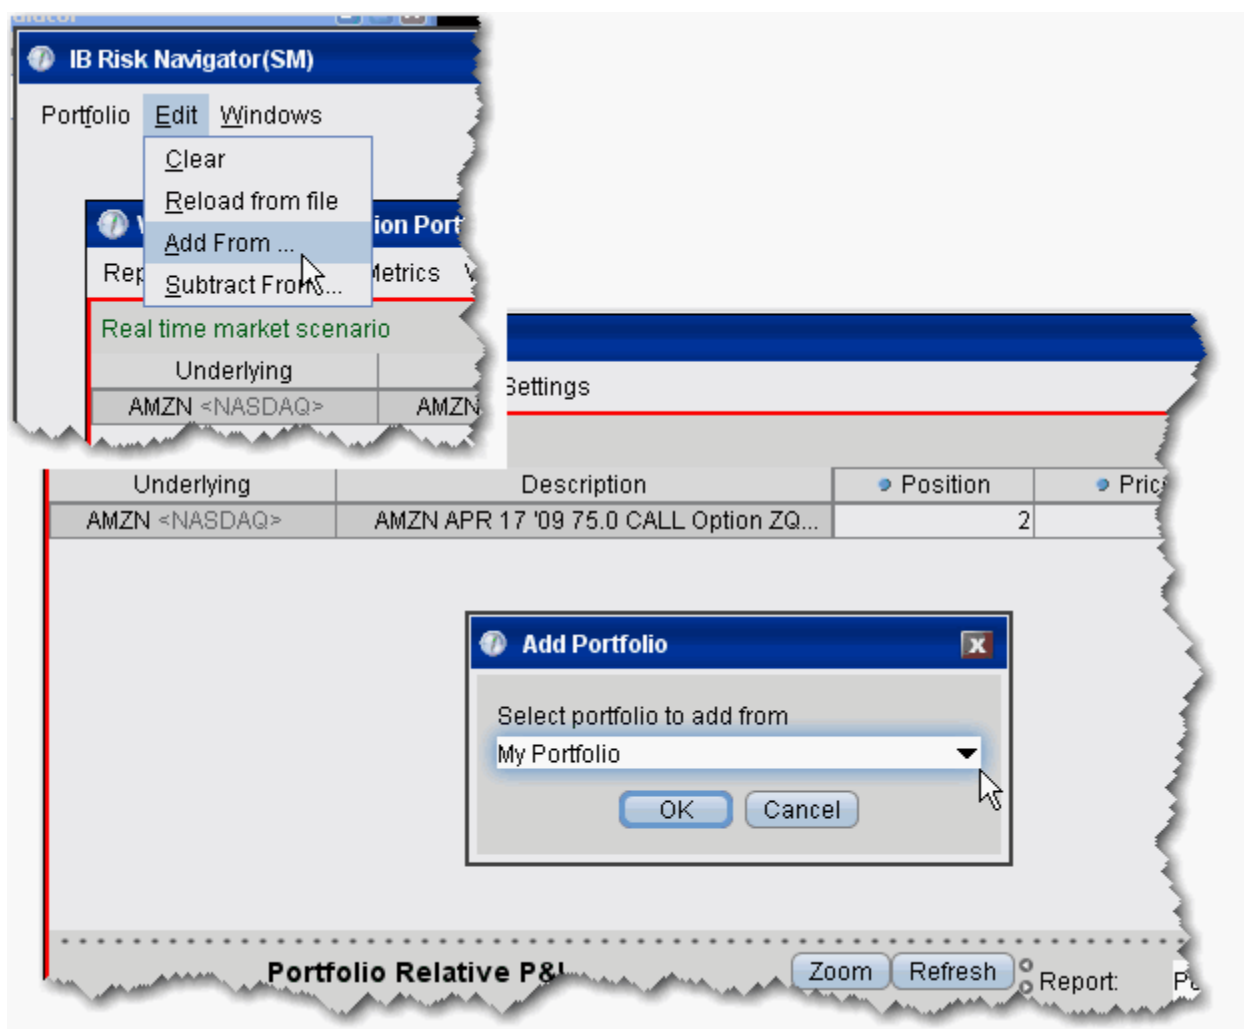 IB Risk Navigator(SM)
Portfolio Edit Windows
Clear
Reload from file
Add From ...
Subtract From...
Real time market scenario
Underlying
AMZN <NASDAQ> AMZN
Settings
Underlying Description Position
AMZN <NASDAQ> AMZN APR 17 '09 75.0 CALL Option ZQ... 2
Add Portfolio
Select portfolio to add from
My Portfolio
OK Cancel
Portfolio Relative P&L
Zoom Refresh Report: